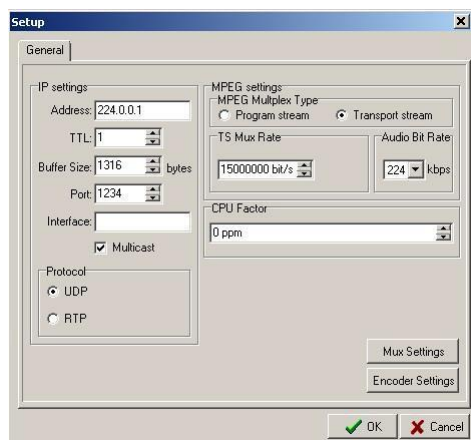 Setup
General
IP settings
Address: 224.0.0.1
TTL: 1
Buffer Size: 1316 bytes
Port: 1234
Interface:
Multicast
Protocol
UDP
RTP
MPEG settings
MPEG Multplex Type
Program stream Transport stream
TS Mux Rate
15000000 bit/s
Audio Bit Rate
224 kbps
CPU Factor
0 ppm
Mux Settings
Encoder Settings
OK Cancel